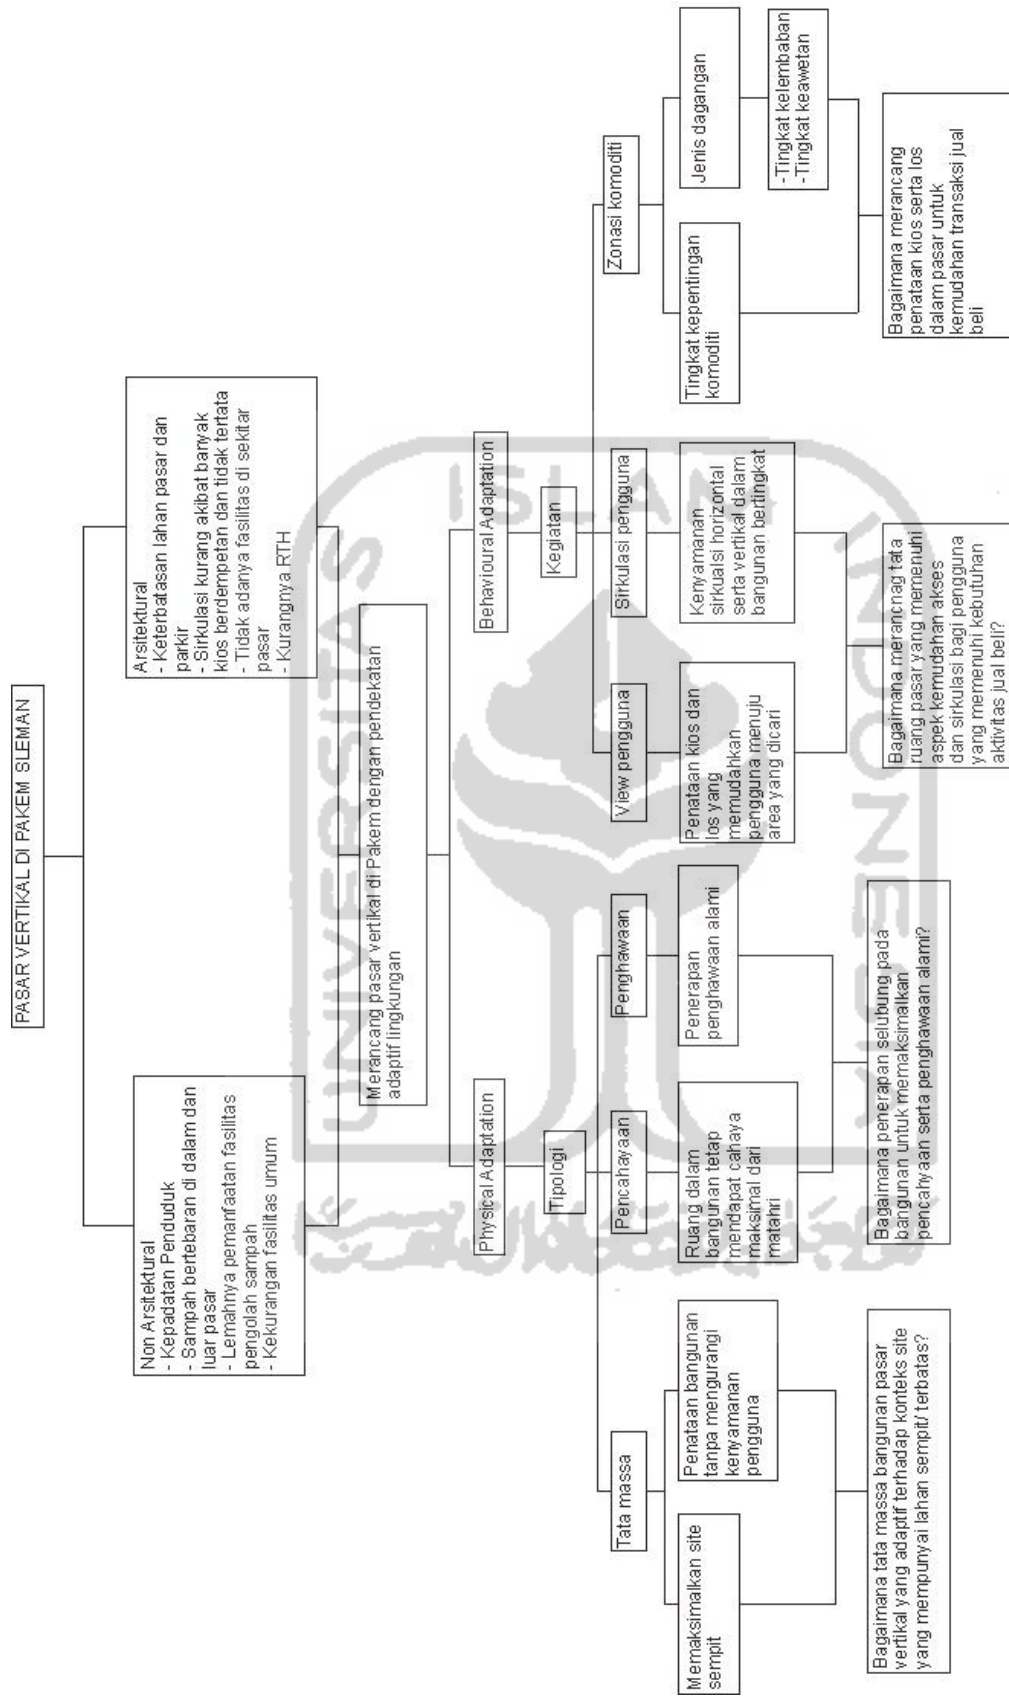 PASAR VERTIKAL DI PAKEM SLEMAN
Non Arsitektural
- Kepadatan Penduduk
- Sampah bertebaran di dalam dan
luar pasar
- Lemahnya pemanfaatan fasilitas
pengolah sampah
- Kekurangan fasilitas umum
Arsitektural
- Keterbatasan lahan pasar dan
parkir
- Sirkulasi kurang akibat banyak
kios berdempetan dan tidak tertata
- Tidak adanya fasilitas di sekitar
pasar
- Kurangnya RTH
Merancang pasar vertikal di Pakem dengan pendekatan
adaptif lingkungan
Physical Adaptation
Behavioural Adaptation
Tipologi
Kegiatan
Tata massa
Pencahayaan
Penghawaan
View pengguna
Sirkulasi pengguna
Zonasi komoditi
Memaksimalkan site
sempit
Penataan bangunan
tanpa mengurangi
kenyamanan
pengguna
Ruang dalam
bangunan tetap
mendapat cahaya
maksimal dari
matahri
Penerapan
penghawaan alami
Penataan kios dan
los yang
memudahkan
pengguna menuju
area yang dicari
Kenyamanan
sirkualsi horizontal
serta vertikal dalam
bangunan bertingkat
Tingkat kepentingan
komoditi
Jenis dagangan
-Tingkat kelembaban
-Tingkat keawetan
Bagaimana tata massa bangunan pasar
vertikal yang adaptif terhadap konteks site
yang mempunyai lahan sempit/ terbatas?
Bagaimana penerapan selubung pada
bangunan untuk memaksimalkan
pencahyaan serta penghawaan alami?
Bagaimana merancnag tata
ruang pasar yang memenuhi
aspek kemudahan akses
dan sirkulasi bagi pengguna
yang memenuhi kebutuhan
aktivitas jual beli?
Bagaimana merancang
penataan kios serta los
dalam pasar untuk
kemudahan transaksi jual
beli
UNIVERSITAS
ISLAM
INDONESIA